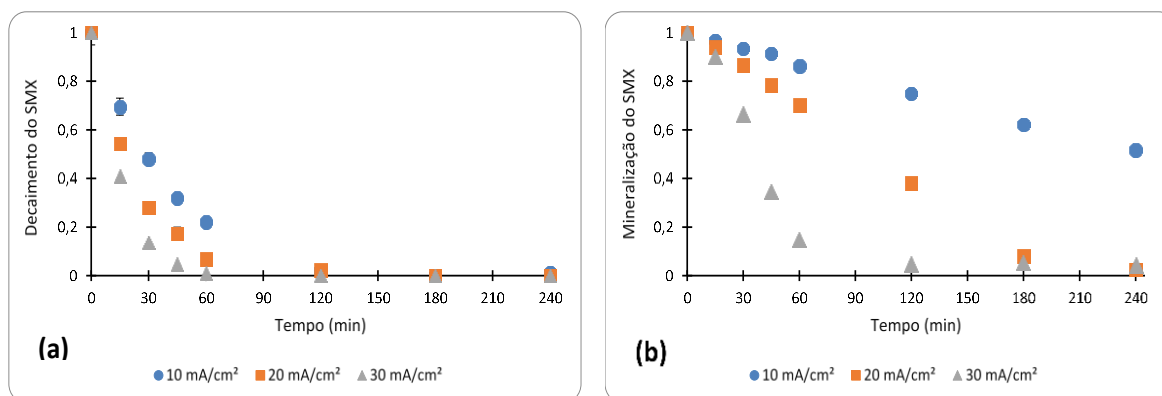 Decaimento do SMX
1
0,8
0,6
0,4
0,2
0
0 30 60 90 120 150 180 210 240
Tempo (min)
(a)
10 mA/cm² 20 mA/cm² 30 mA/cm²
Mineralização do SMX
1
0,8
0,6
0,4
0,2
0
0 30 60 90 120 150 180 210 240
Tempo (min)
(b)
10 mA/cm² 20 mA/cm² 30 mA/cm²